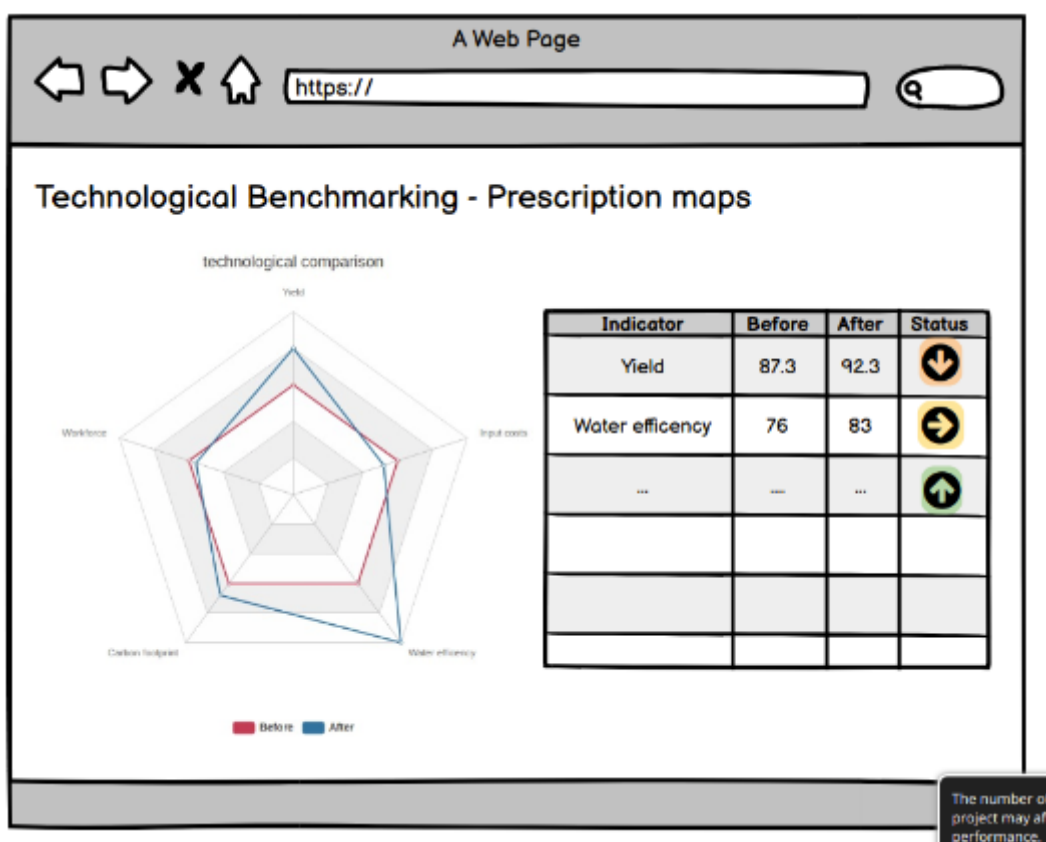 A Web Page
https://
Technological Benchmarking - Prescription maps
technological comparison
Yield
Workforce
Input costs
Carbon footprint
Water efficency
Before After
Indicator Before After Status
Yield 87.3 92.3
Water efficency 76 83
... .... ...
The number o
project may af
performance.